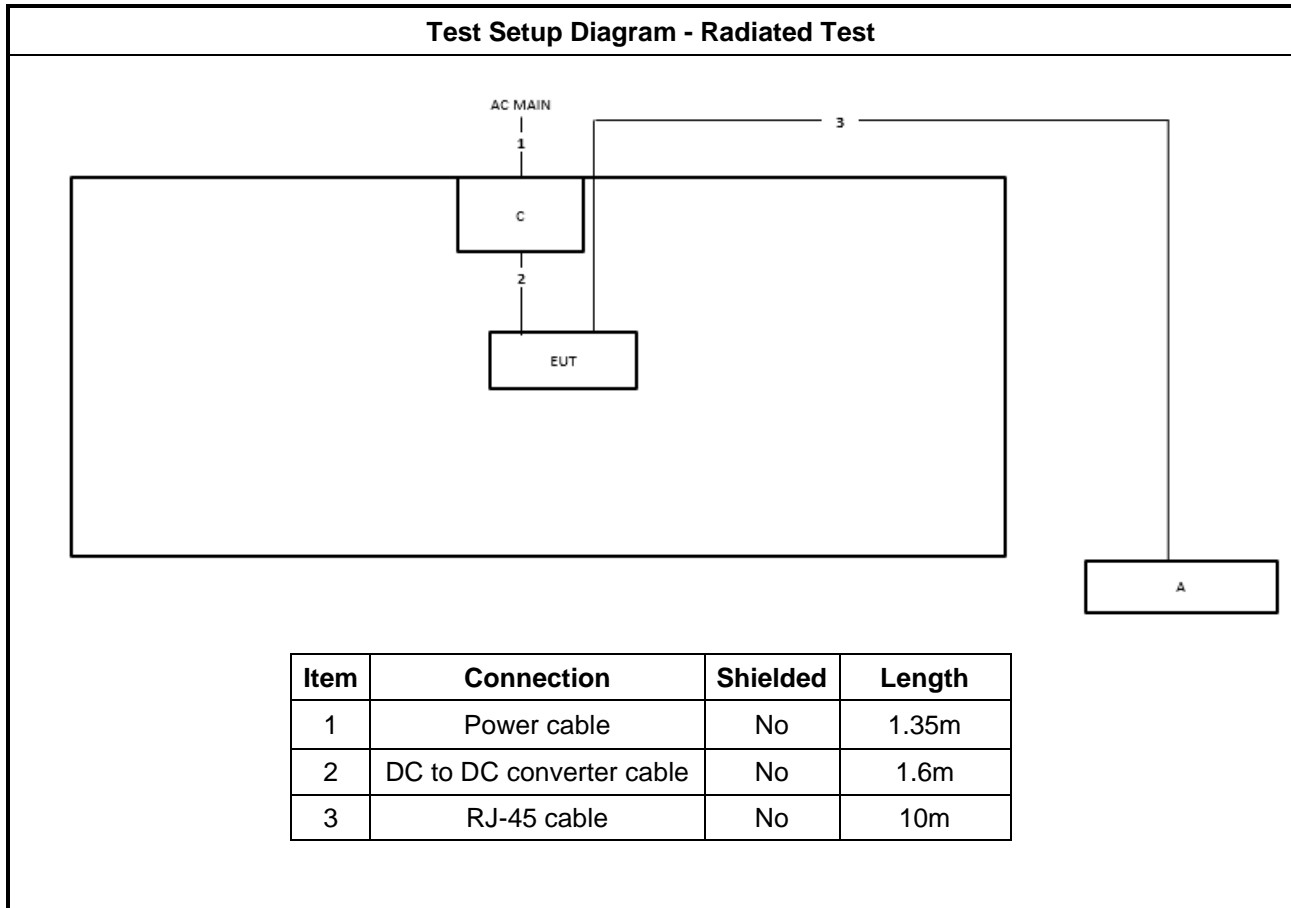 Test Setup Diagram - Radiated Test
AC MAIN
1
3
C
2
EUT
A
Item Connection Shielded Length
1 Power cable No 1.35m
2 DC to DC converter cable No 1.6m
3 RJ-45 cable No 10m